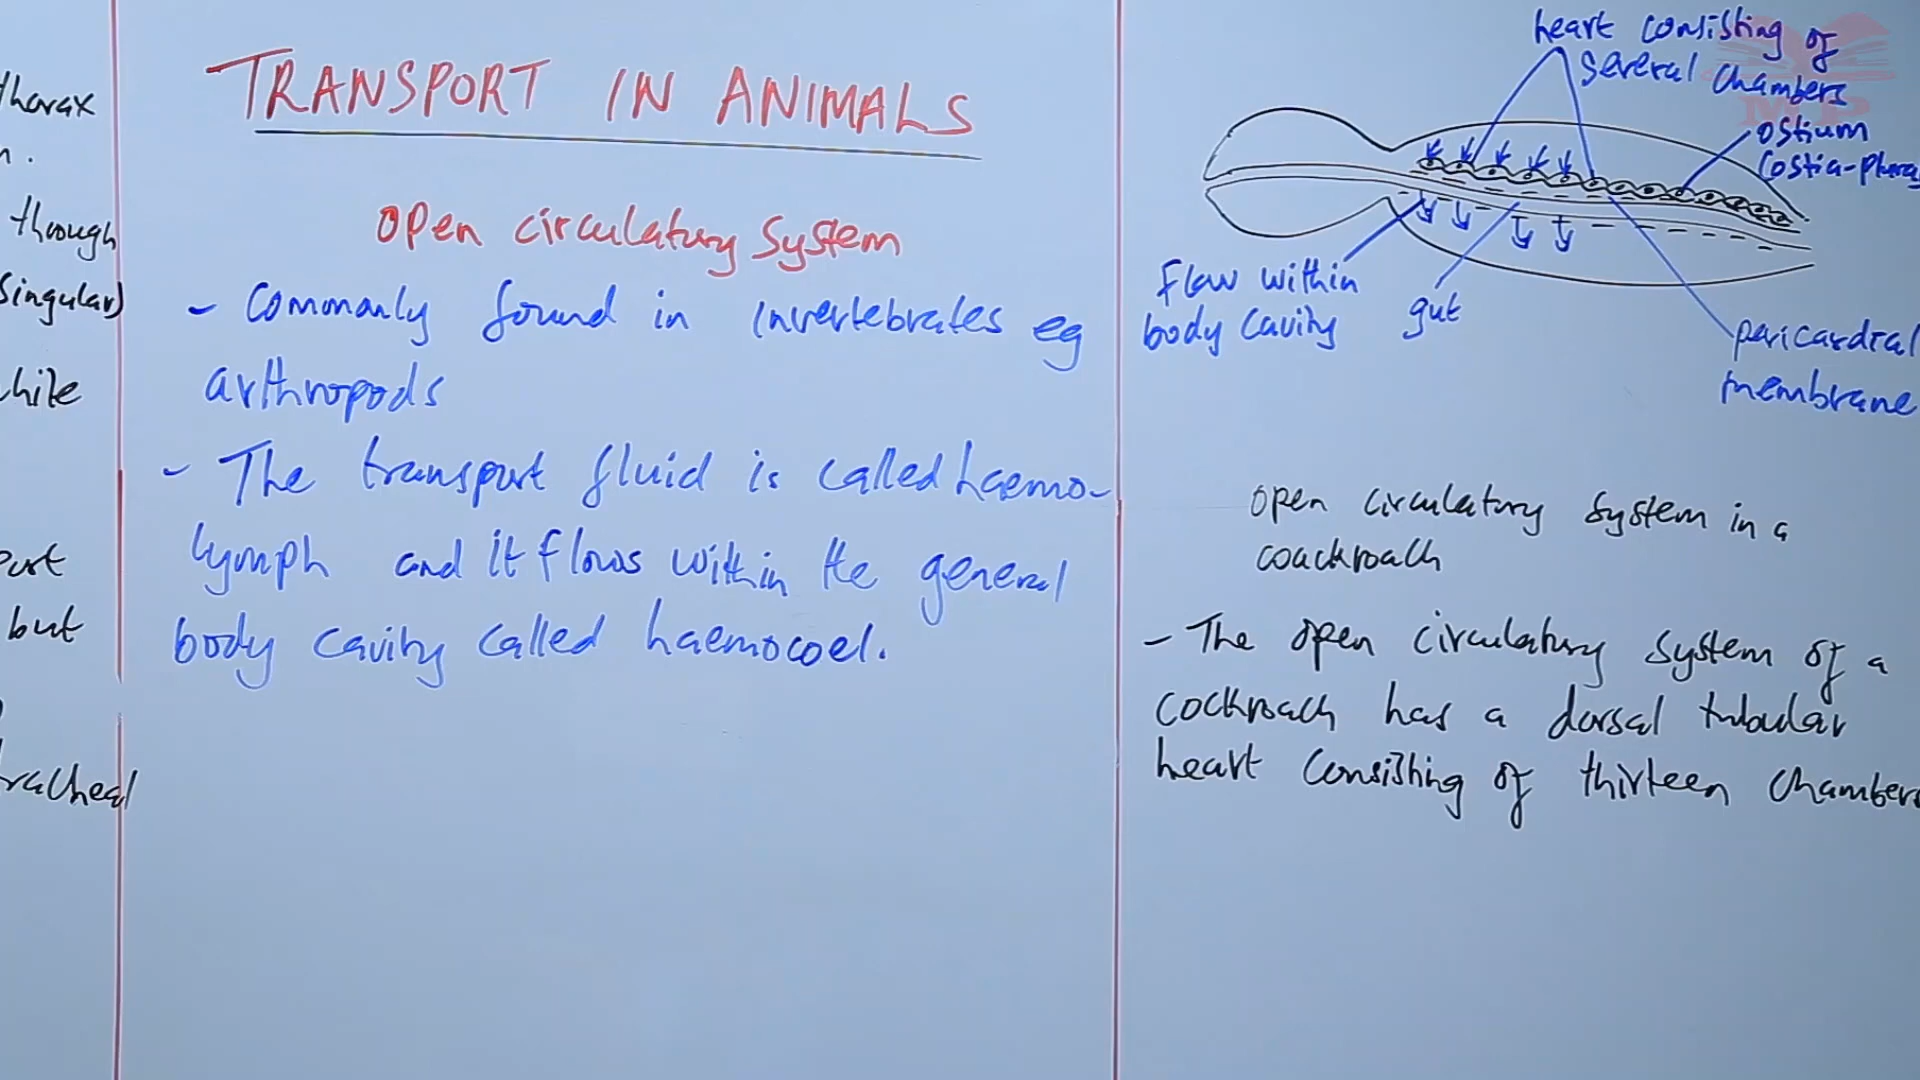 thorax
through
Singular)
but
TRANSPORT IN ANIMALS
Open circulatory system
- Commonly found in invertebrates eg
arthropods
- The transport fluid is called haemo-
lymph and it flows within the general
body cavity called haemocoel.
heart consisting of
several chambers
ostium
(ostia-plural
flow within
body cavity
gut
pericardial
membrane
open circulatory system in a
coackroach
- The open circulatory system of a
cockroach has a dorsal tubular
heart consisting of thirteen chambers